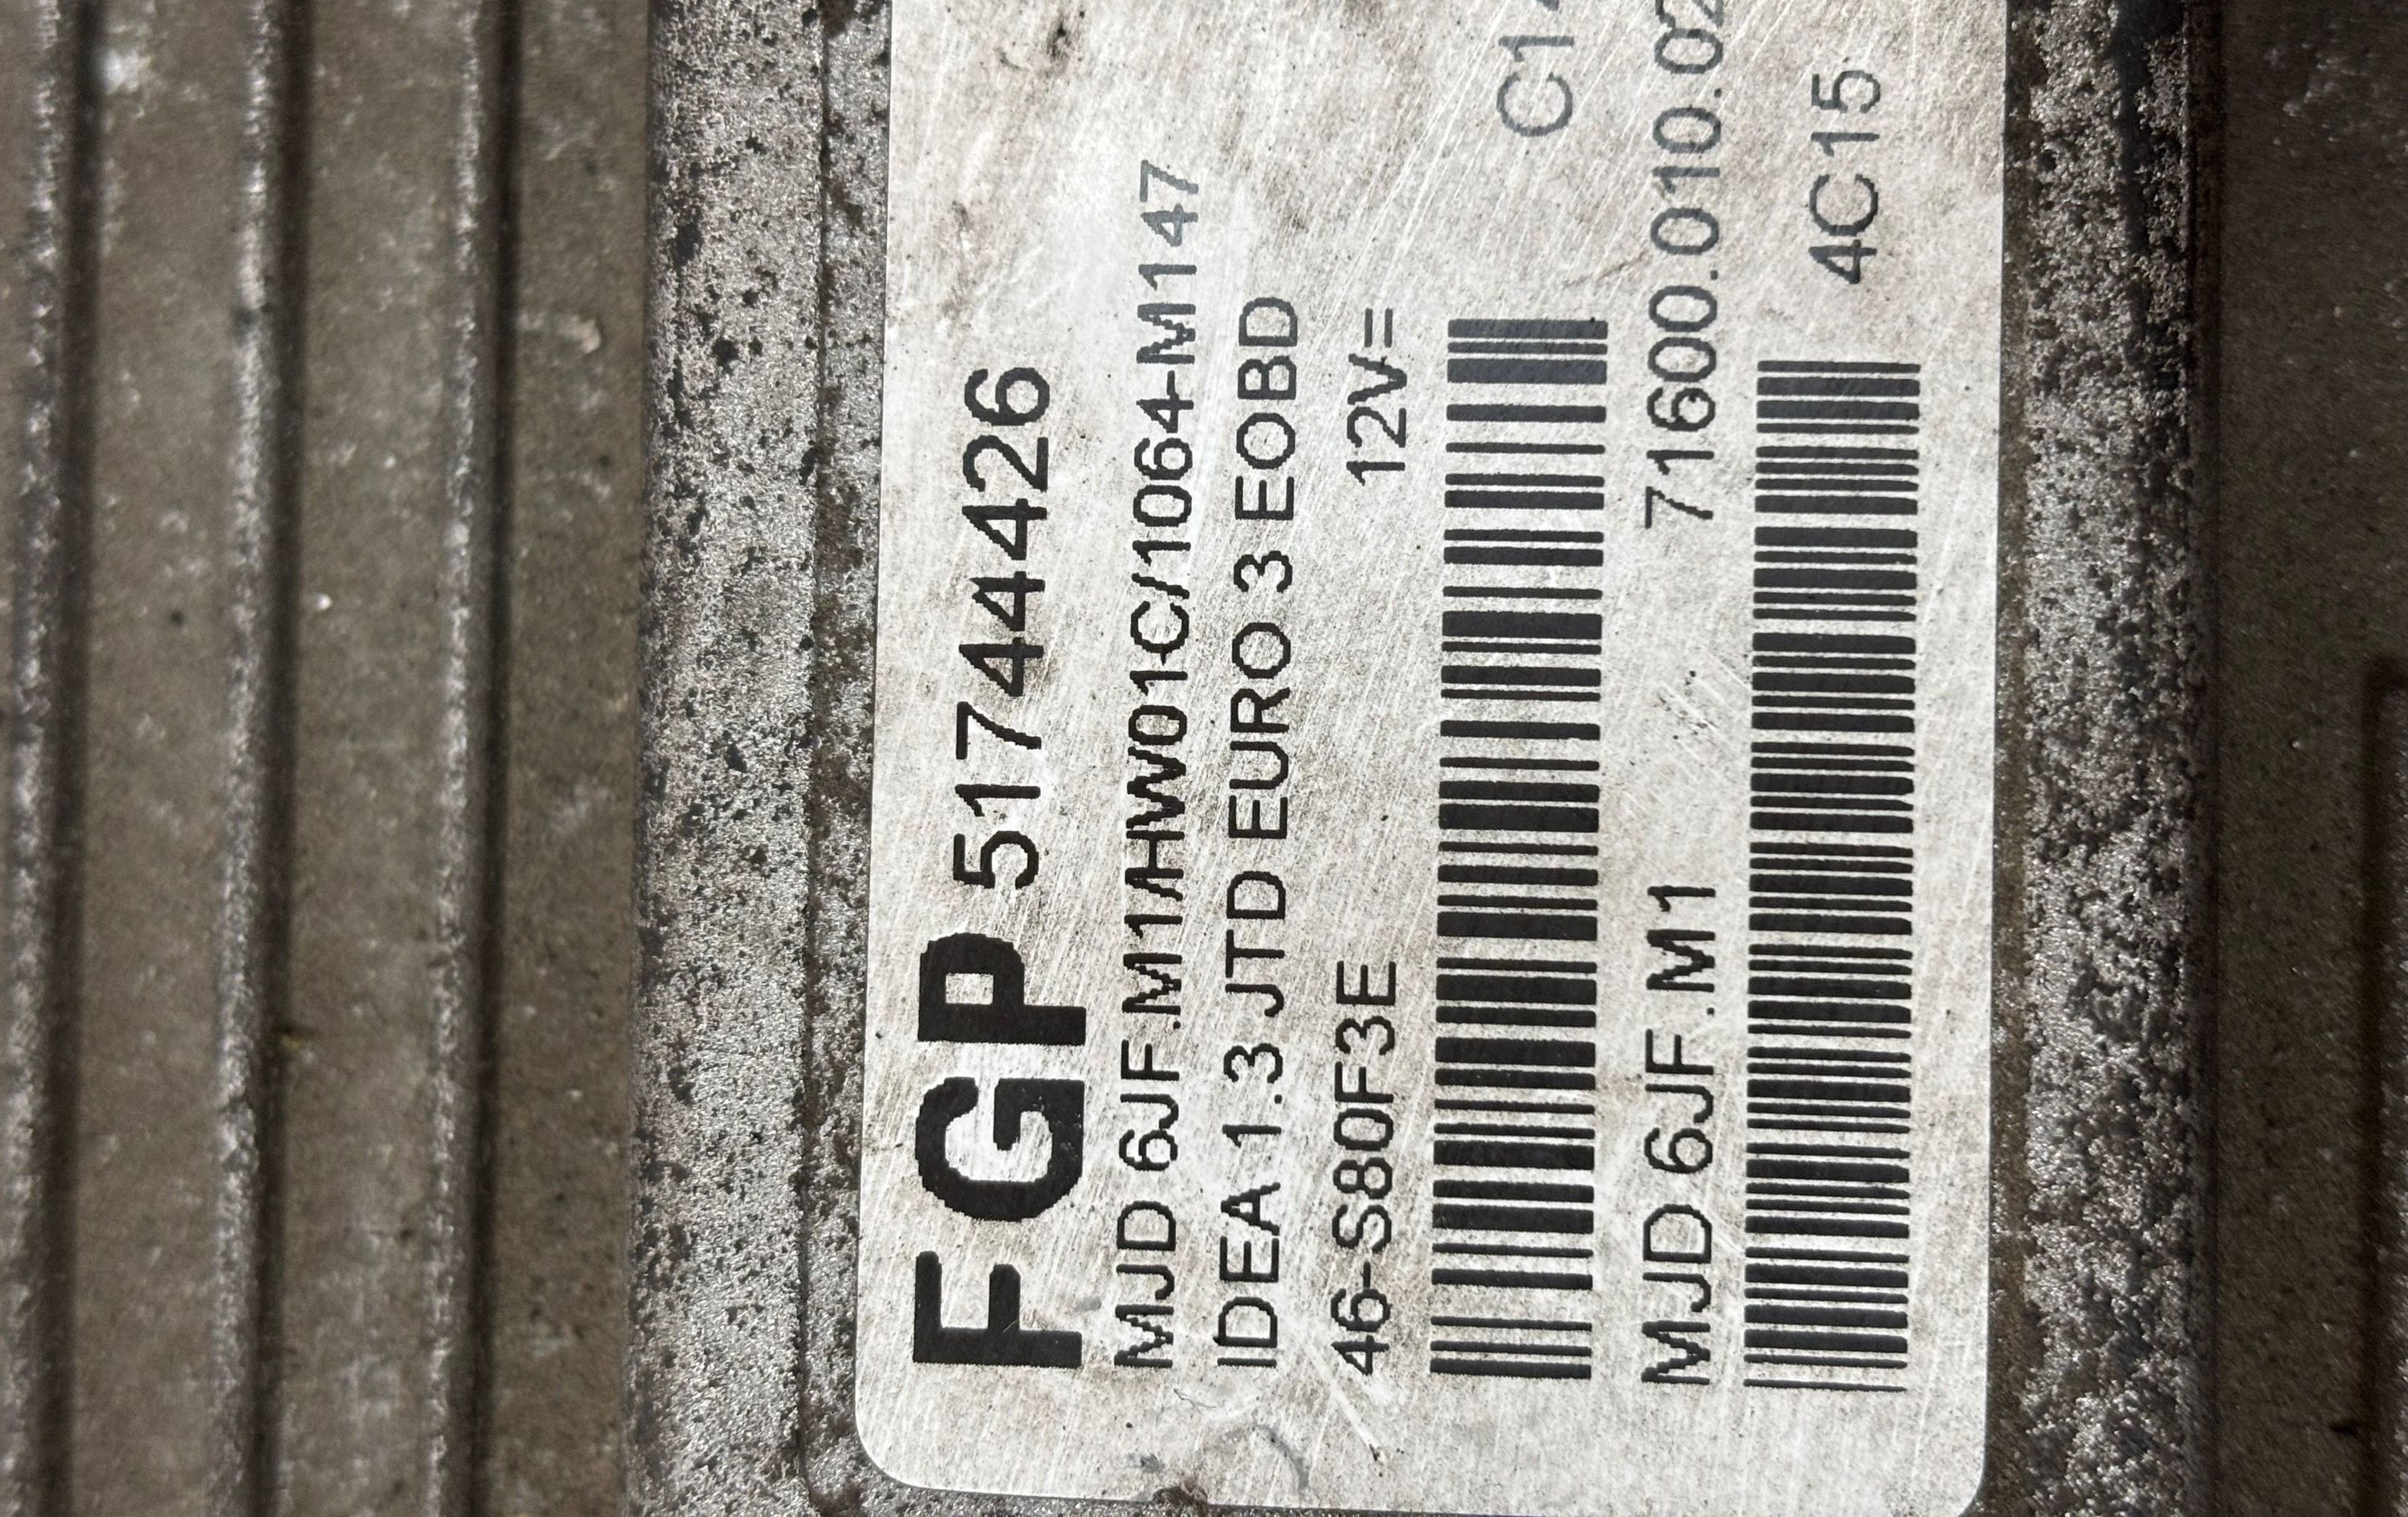 FGP 51744426
MJD 6JF.M1/HW01C/1064-M147
IDEA 1.3 JTD EURO 3 EOBD
46-S80F3E 12V=
C14
MJD 6JF.M1 71600.010.02
4C15